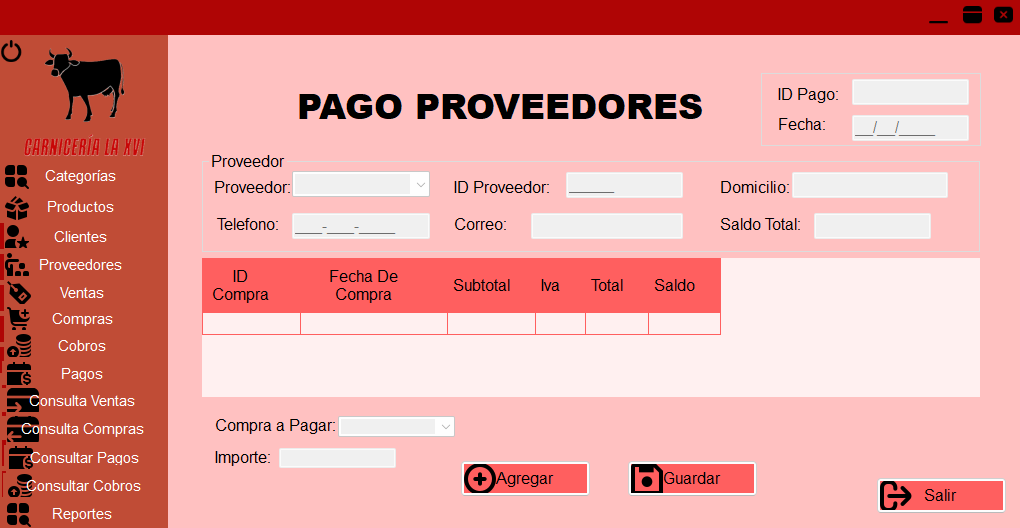 CARNICERÍA LA XVI
Categorías
Productos
Clientes
Proveedores
Ventas
Compras
Cobros
Pagos
Consulta Ventas
Consulta Compras
Consultar Pagos
Consultar Cobros
Reportes
PAGO PROVEEDORES
ID Pago:
Fecha: __/__/____
Proveedor
Proveedor: ID Proveedor: ______ Domicilio:
Telefono: ___-___-____ Correo: Saldo Total:
ID Compra Fecha De Compra Subtotal Iva Total Saldo
Compra a Pagar:
Importe:
Agregar Guardar
Salir